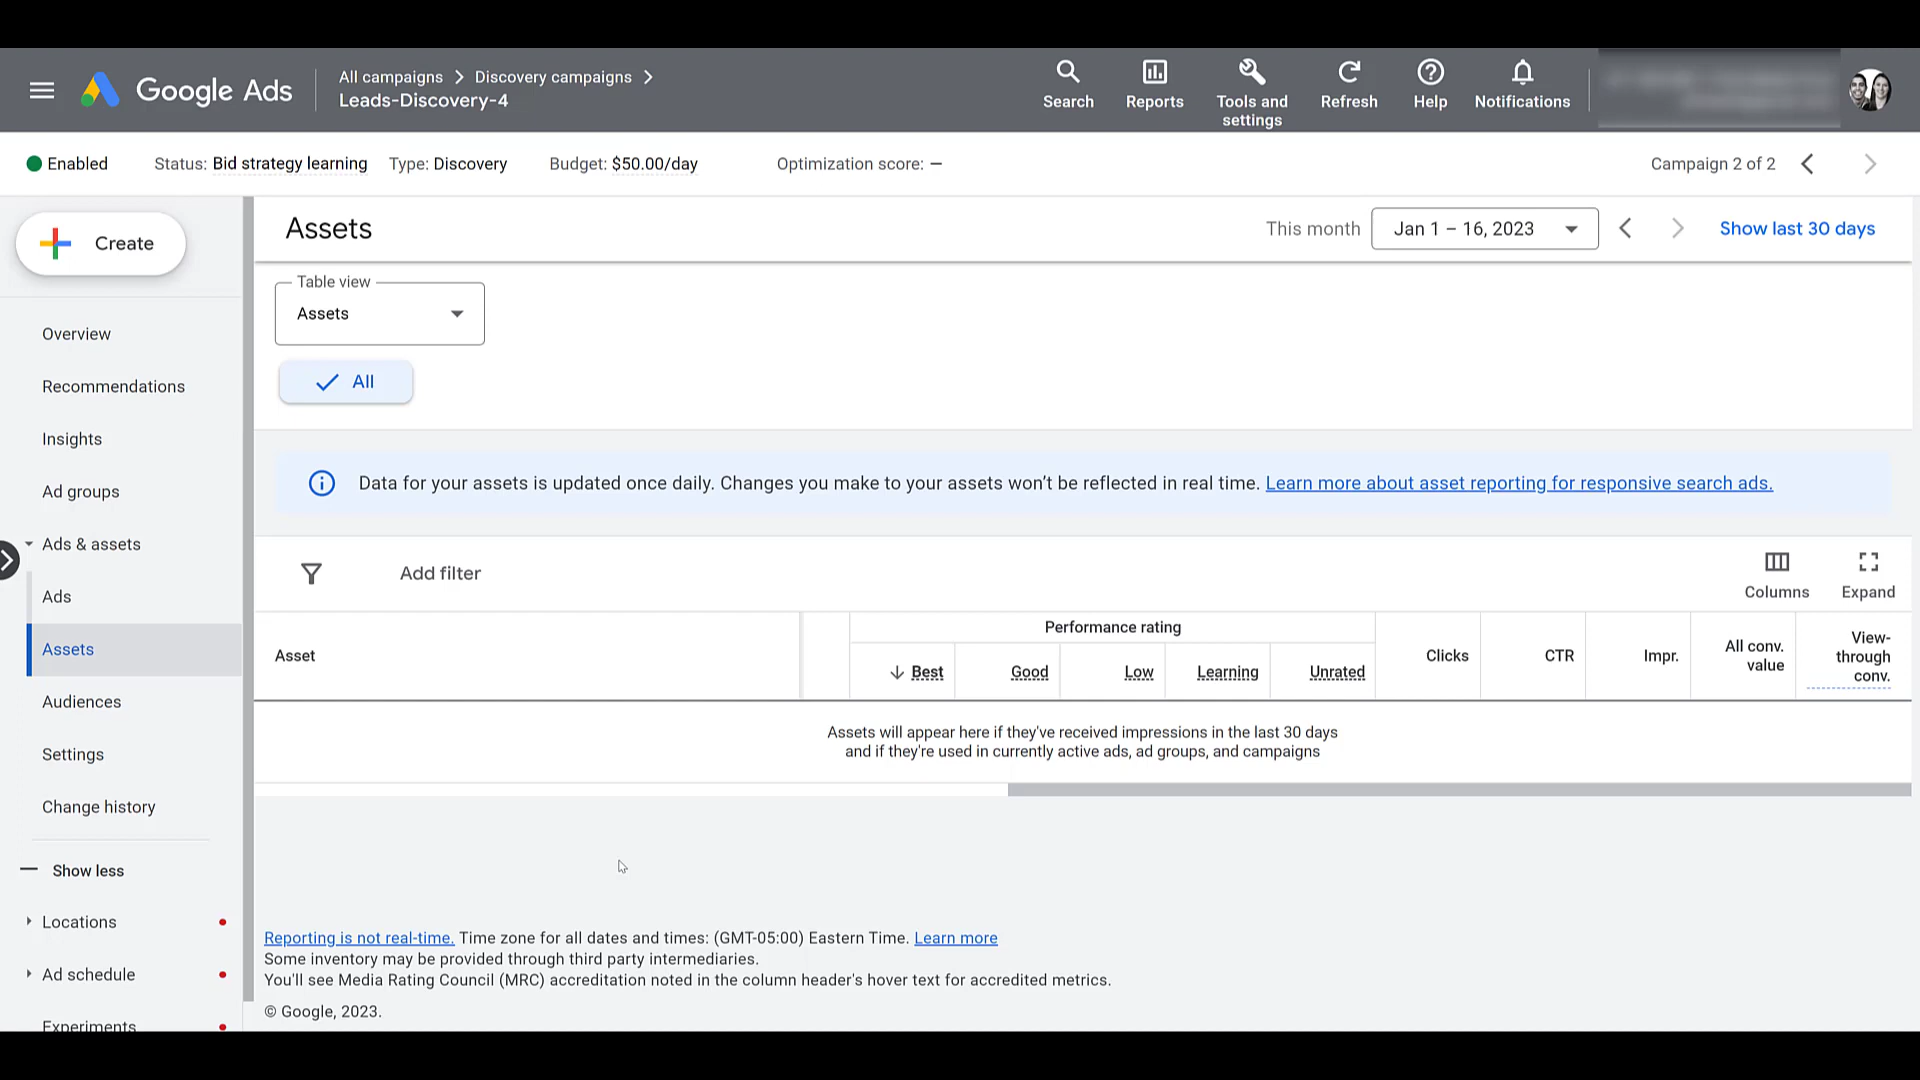 Google Ads
All campaigns > Discovery campaigns >
Leads-Discovery-4
Search
Reports
Tools and
settings
Refresh
Help
Notifications
Enabled
Status: Bid strategy learning
Type: Discovery
Budget: $50.00/day
Optimization score: —
Campaign 2 of 2
Create
Assets
This month
Jan 1 – 16, 2023
Show last 30 days
Table view
Assets
All
Overview
Recommendations
Insights
Ad groups
Ads & assets
Ads
Assets
Audiences
Settings
Change history
Show less
Locations
Ad schedule
Experiments
Data for your assets is updated once daily. Changes you make to your assets won't be reflected in real time. Learn more about asset reporting for responsive search ads.
Add filter
Columns
Expand
Asset
Performance rating
Best
Good
Low
Learning
Unrated
Clicks
CTR
Impr.
All conv.
value
View-
through
conv.
Assets will appear here if they've received impressions in the last 30 days
and if they're used in currently active ads, ad groups, and campaigns
Reporting is not real-time. Time zone for all dates and times: (GMT-05:00) Eastern Time. Learn more
Some inventory may be provided through third party intermediaries.
You'll see Media Rating Council (MRC) accreditation noted in the column header's hover text for accredited metrics.
© Google, 2023.